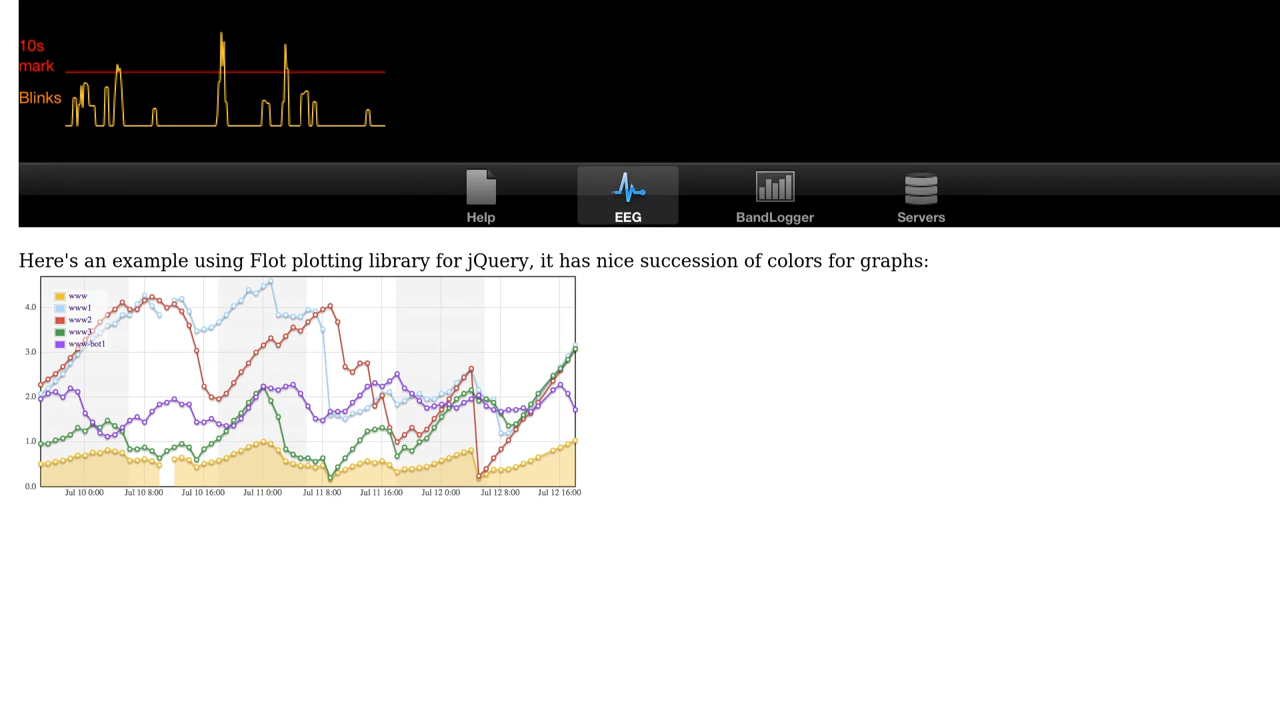 10s
mark
Blinks
Help EEG BandLogger Servers
Here's an example using Flot plotting library for jQuery, it has nice succession of colors for graphs:
www
www1
www2
www3
www-bot1
4.0
3.0
2.0
1.0
0.0
Jul 10 0:00 Jul 10 8:00 Jul 10 16:00 Jul 11 0:00 Jul 11 8:00 Jul 11 16:00 Jul 12 0:00 Jul 12 8:00 Jul 12 16:00